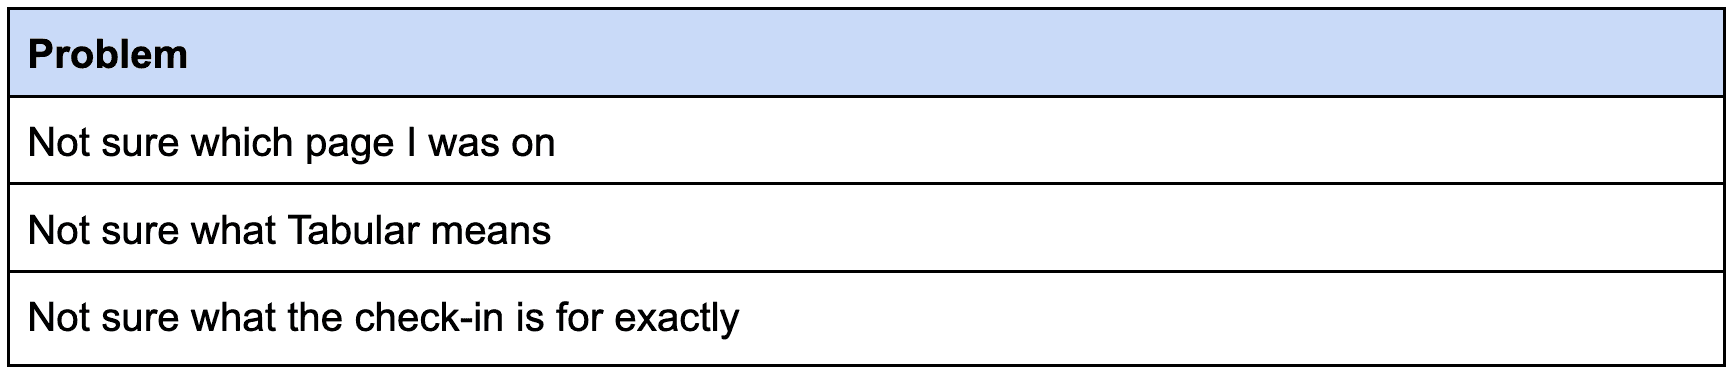 Problem
Not sure which page I was on
Not sure what Tabular means
Not sure what the check-in is for exactly